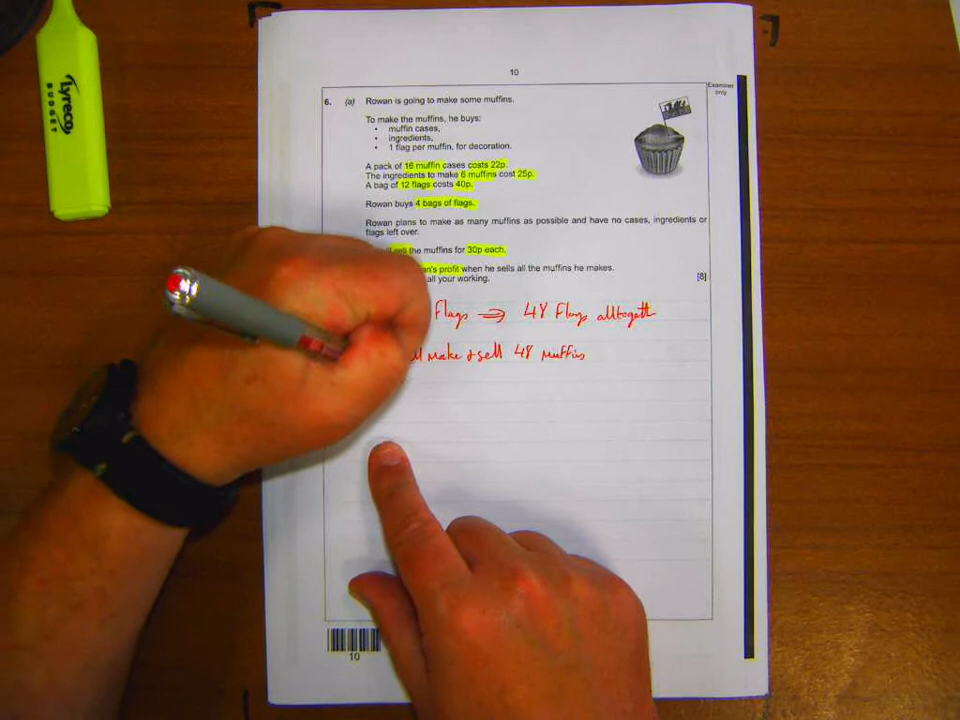 lyreco
BUDGET
10
Examiner
only
6. (a) Rowan is going to make some muffins.
To make the muffins, he buys:
• muffin cases,
• ingredients,
• 1 flag per muffin, for decoration.
A pack of 16 muffin cases costs 22p.
The ingredients to make 6 muffins cost 25p.
A bag of 12 flags costs 40p.
Rowan buys 4 bags of flags.
Rowan plans to make as many muffins as possible and have no cases, ingredients or
flags left over.
sell the muffins for 30p each.
an's profit when he sells all the muffins he makes.
all your working.
[8]
Flags ⇒ 48 Flags alltogeth
make & sell 48 muffins
10